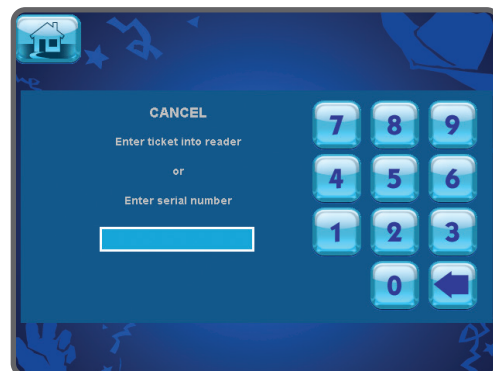 CANCEL
Enter ticket into reader
or
Enter serial number
7 8 9
4 5 6
1 2 3
0